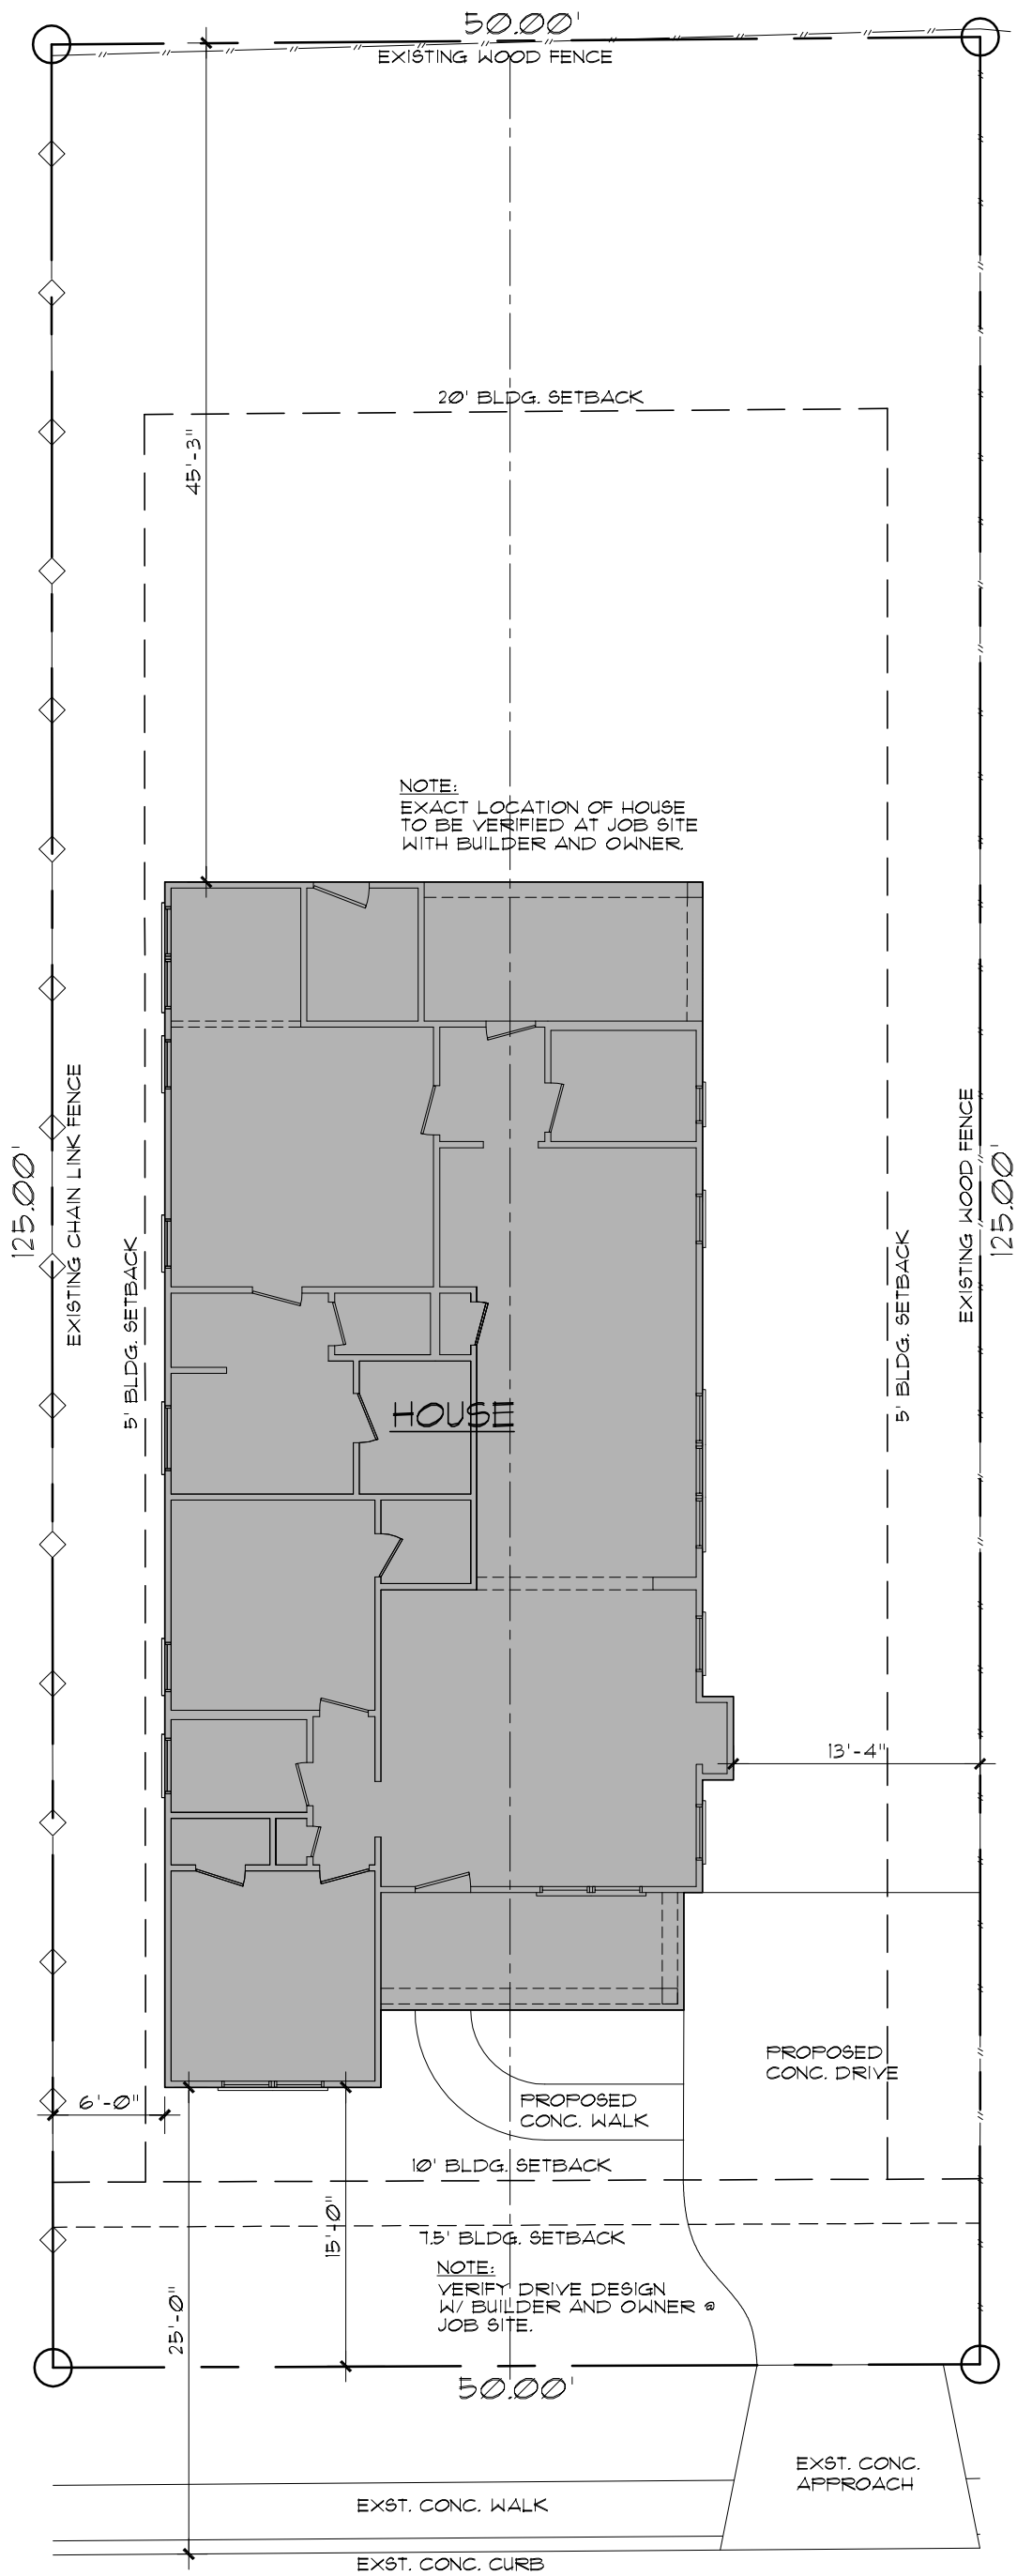 50.00'
EXISTING WOOD FENCE
20' BLDG. SETBACK
45'-3"
NOTE:
EXACT LOCATION OF HOUSE
TO BE VERIFIED AT JOB SITE
WITH BUILDER AND OWNER.
125.00'
EXISTING CHAIN LINK FENCE
5' BLDG. SETBACK
HOUSE
5' BLDG. SETBACK
EXISTING WOOD FENCE
125.00'
13'-4"
PROPOSED
CONC. DRIVE
6'-0"
PROPOSED
CONC. WALK
10' BLDG. SETBACK
15'-0"
7.5' BLDG. SETBACK
NOTE:
VERIFY DRIVE DESIGN
W/ BUILDER AND OWNER @
JOB SITE.
25'-0"
50.00'
EXST. CONC.
APPROACH
EXST. CONC. WALK
EXST. CONC. CURB